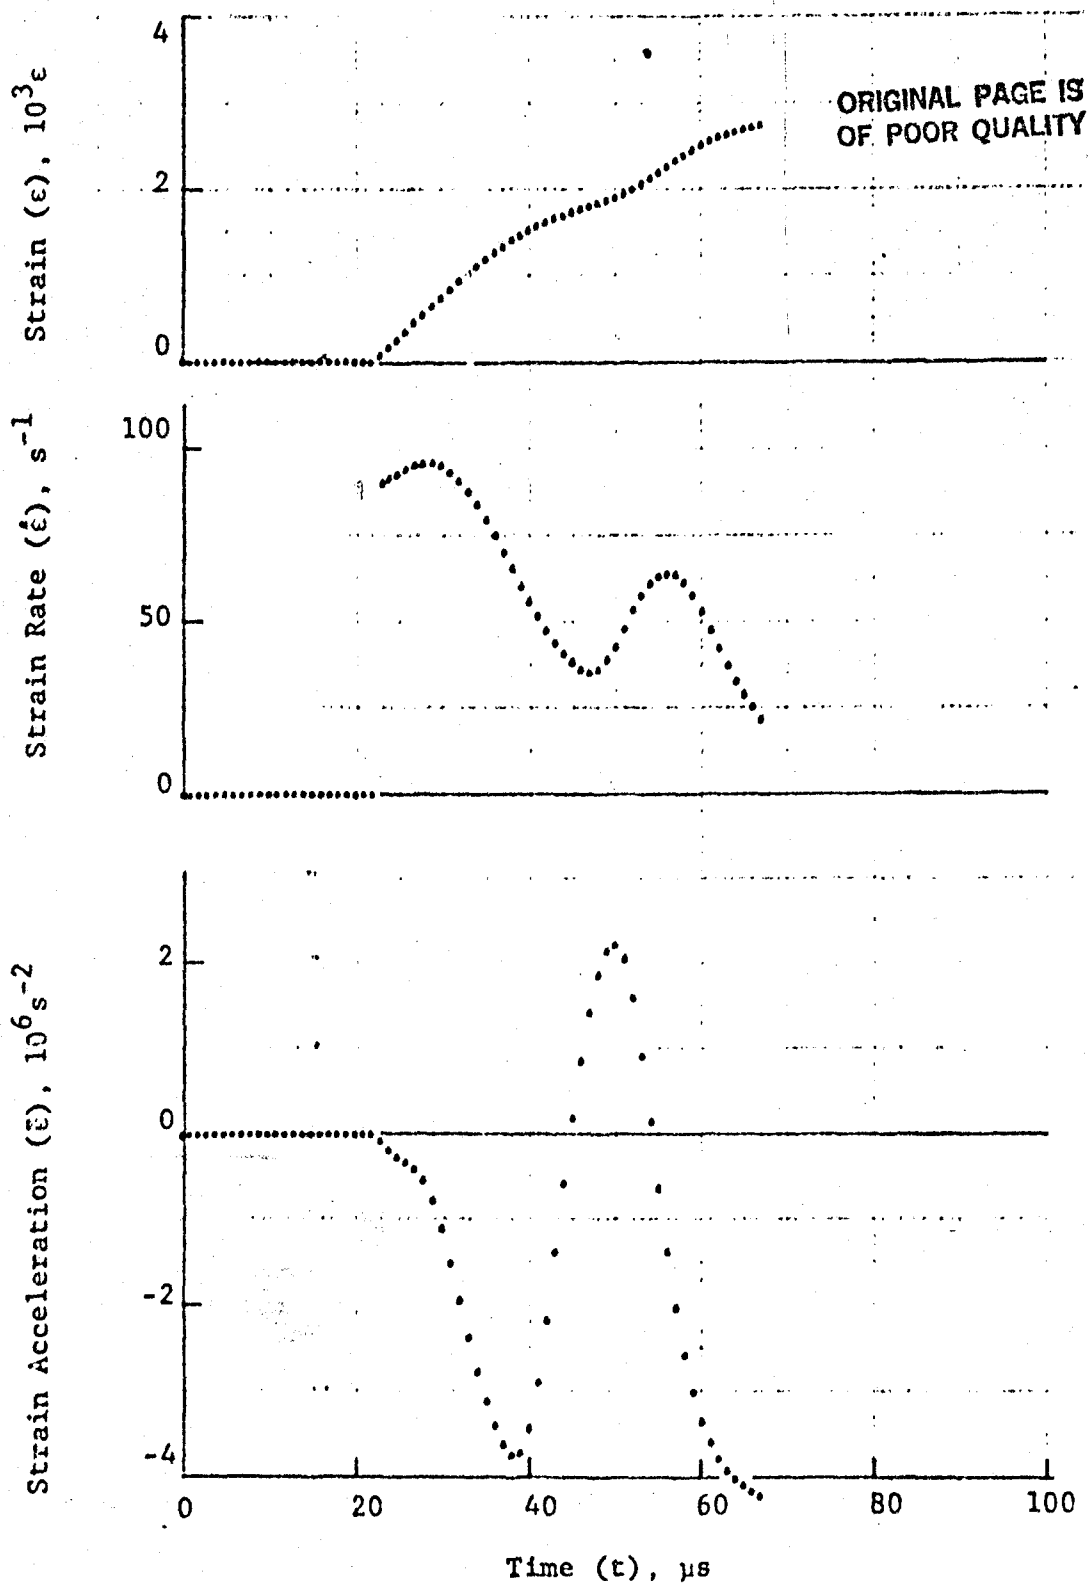 ORIGINAL PAGE IS
OF POOR QUALITY
Strain (ε), 10³ε
4
2
0
Strain Rate (ε̇), s⁻¹
100
50
0
Strain Acceleration (ε̈), 10⁶s⁻²
2
0
-2
-4
0 20 40 60 80 100
Time (t), μs